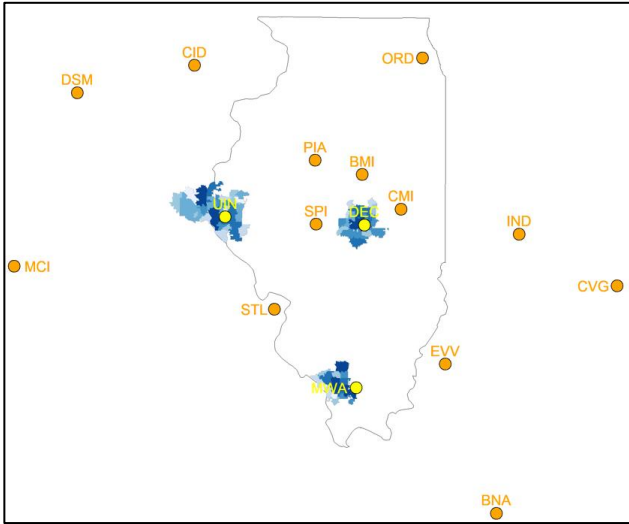 CID
ORD
DSM
PIA
BMI
UIN
SPI
DEC
CMI
IND
MCI
CVG
STL
EVV
MWA
BNA